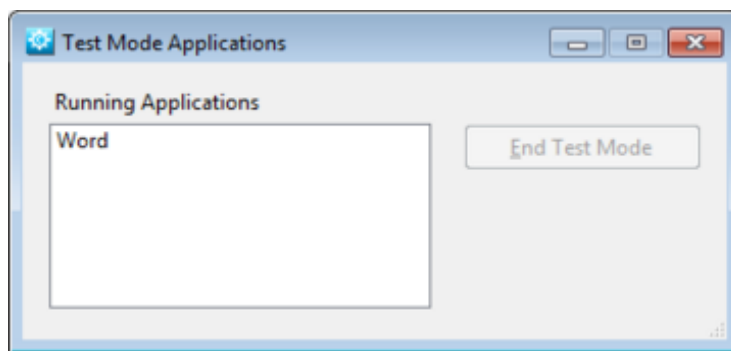 Test Mode Applications
Running Applications
Word
End Test Mode